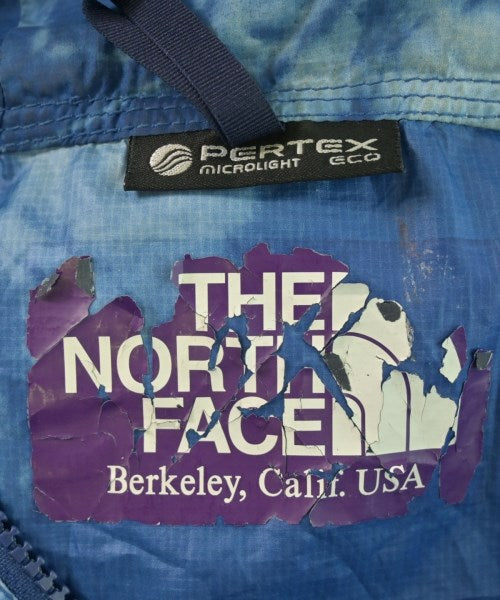 PERTEX
MICROLIGHT ECO
THE
NORTH
FACE
Berkeley, Calif. USA